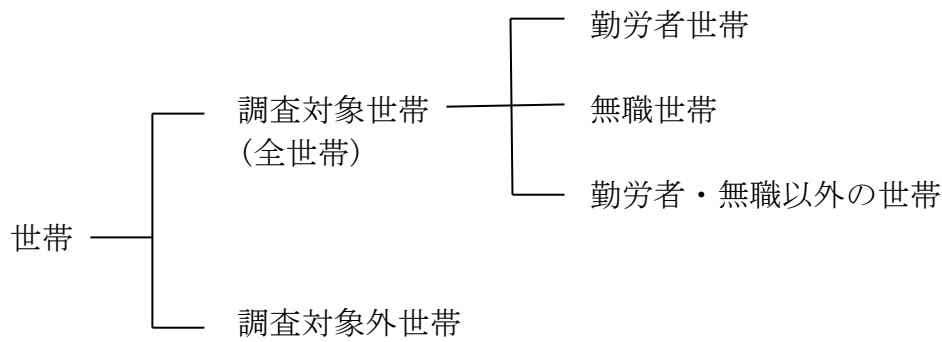 勤労者世帯
調査対象世帯
(全世帯)
無職世帯
勤労者・無職以外の世帯
世帯
調査対象外世帯